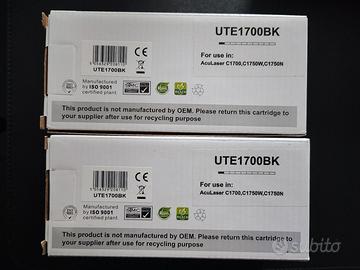 UTE1700BK
For use in:
AcuLaser C1700,C1750W,C1750N
UTE1700BK
Manufactured
by ISO 9001
certified plant
This product is not manufactured by OEM. Please return this cartridge to
your supplier after use for recycling purpose
UTE1700BK
For use in:
AcuLaser C1700,C1750W,C1750N
UTE1700BK
Manufactured
by ISO 9001
certified plant
This product is not manufactured by OEM. Please return this cartridge to
your supplier after use for recycling purpose
subito